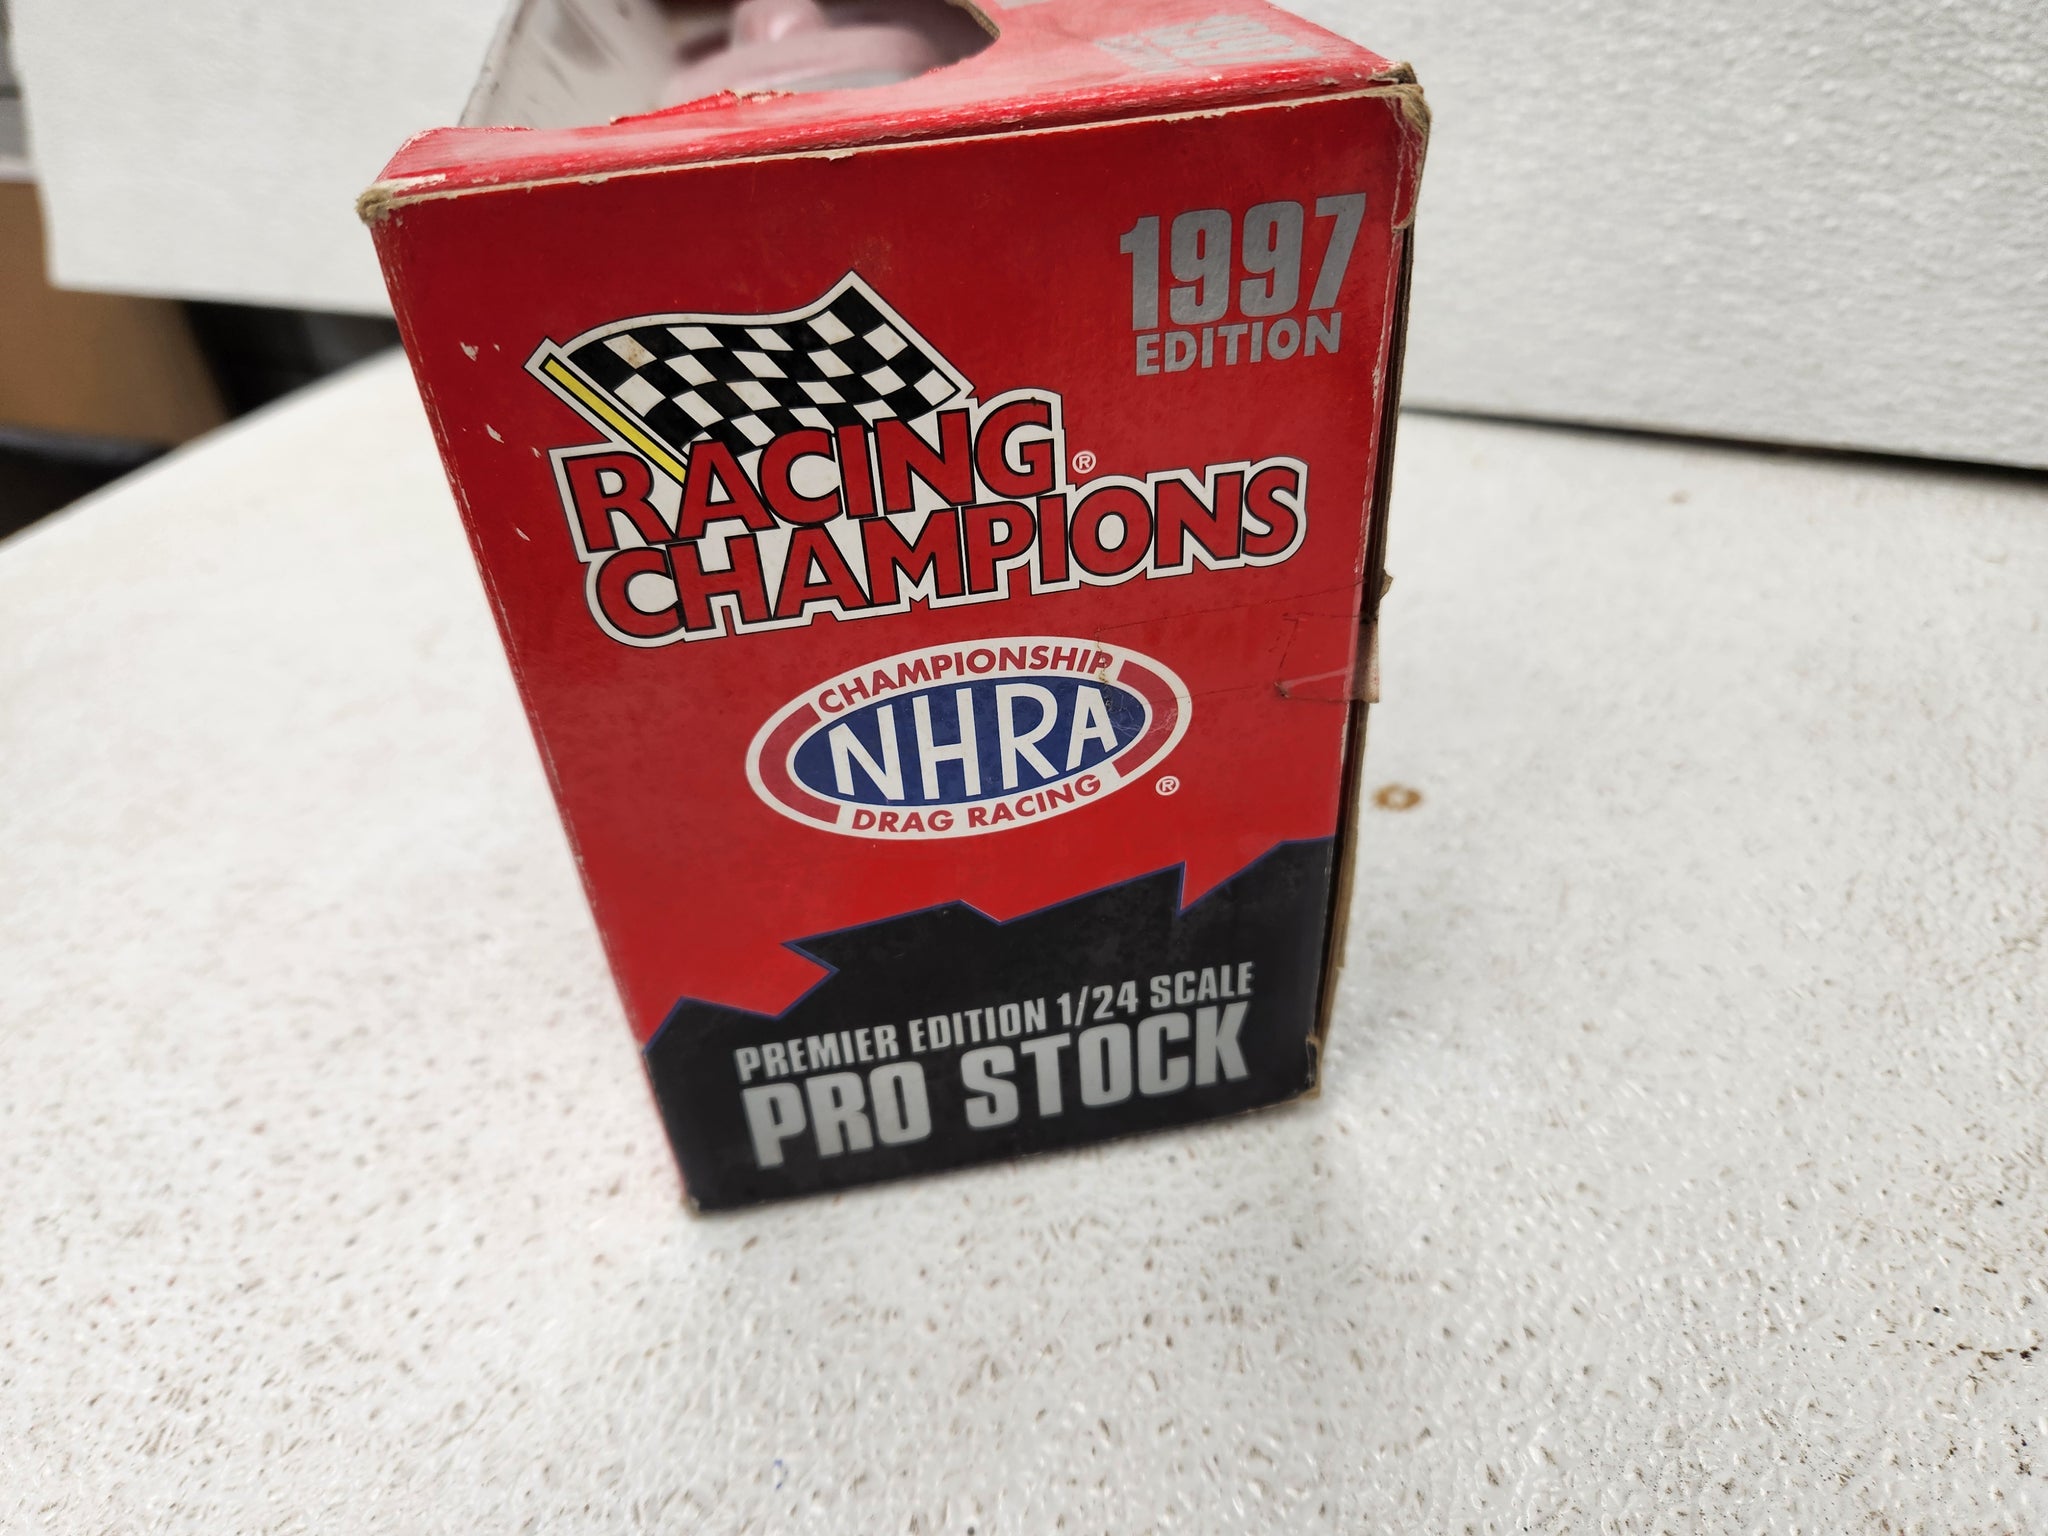 1997
EDITION
RACING®
CHAMPIONS
CHAMPIONSHIP
NHRA
DRAG RACING
®
PREMIER EDITION 1/24 SCALE
PRO STOCK